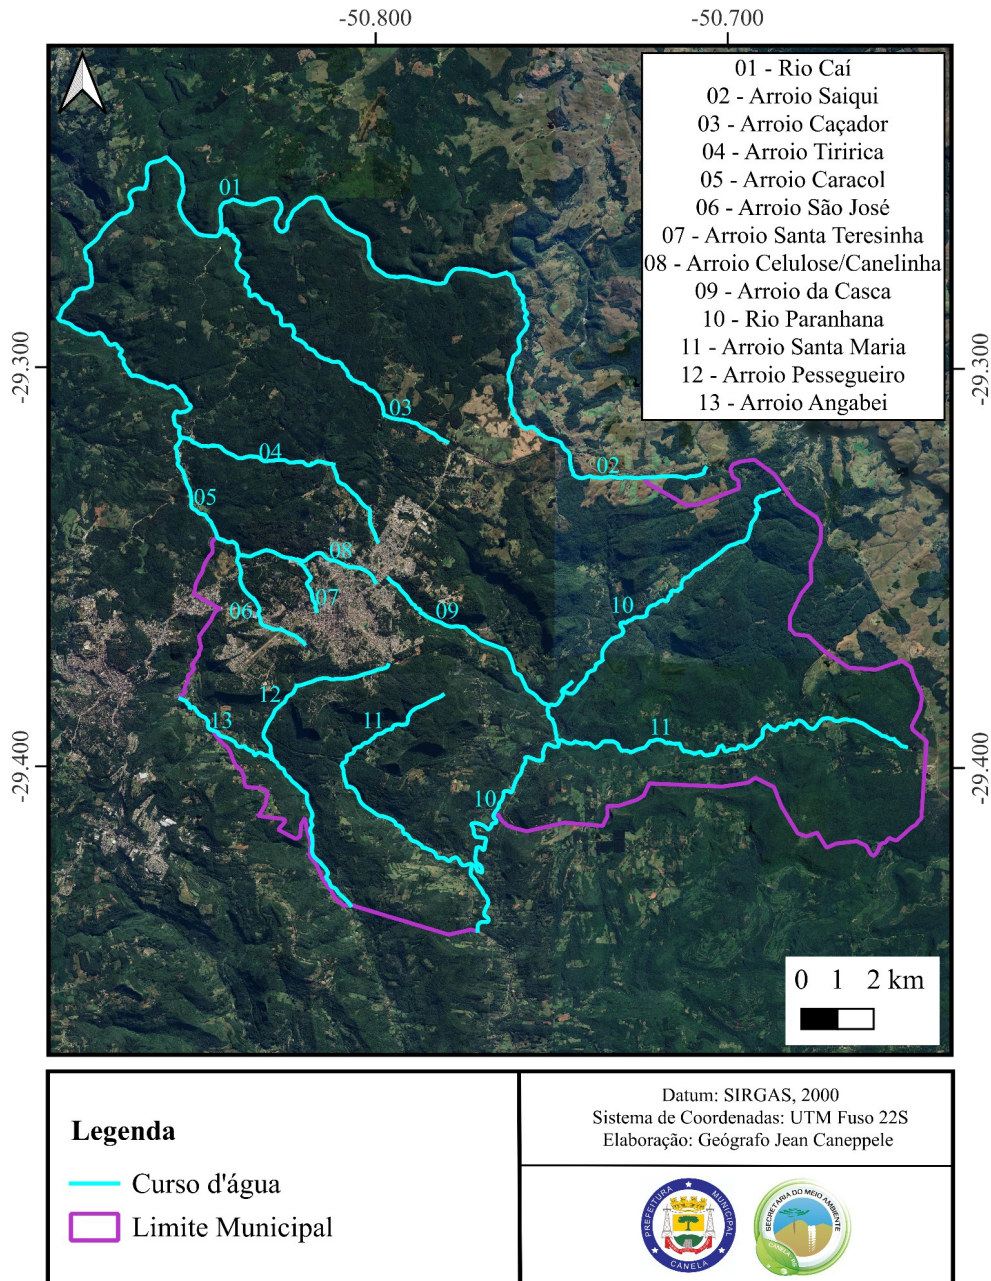 -50.800
-50.700
01 - Rio Caí
02 - Arroio Saiqui
03 - Arroio Caçador
04 - Arroio Tiririca
05 - Arroio Caracol
06 - Arroio São José
07 - Arroio Santa Teresinha
08 - Arroio Celulose/Canelinha
09 - Arroio da Casca
10 - Rio Paranhana
11 - Arroio Santa Maria
12 - Arroio Pessegueiro
13 - Arroio Angabei
01
-29.300
-29.300
03
04
02
05
08
07
06
09
10
12
11
13
11
-29.400
-29.400
10
0 1 2 km
Legenda
Curso d'água
Limite Municipal
Datum: SIRGAS, 2000
Sistema de Coordenadas: UTM Fuso 22S
Elaboração: Geógrafo Jean Caneppele
PREFEITURA MUNICIPAL
CANELA
SECRETARIA DO MEIO AMBIENTE
CANELA - RS